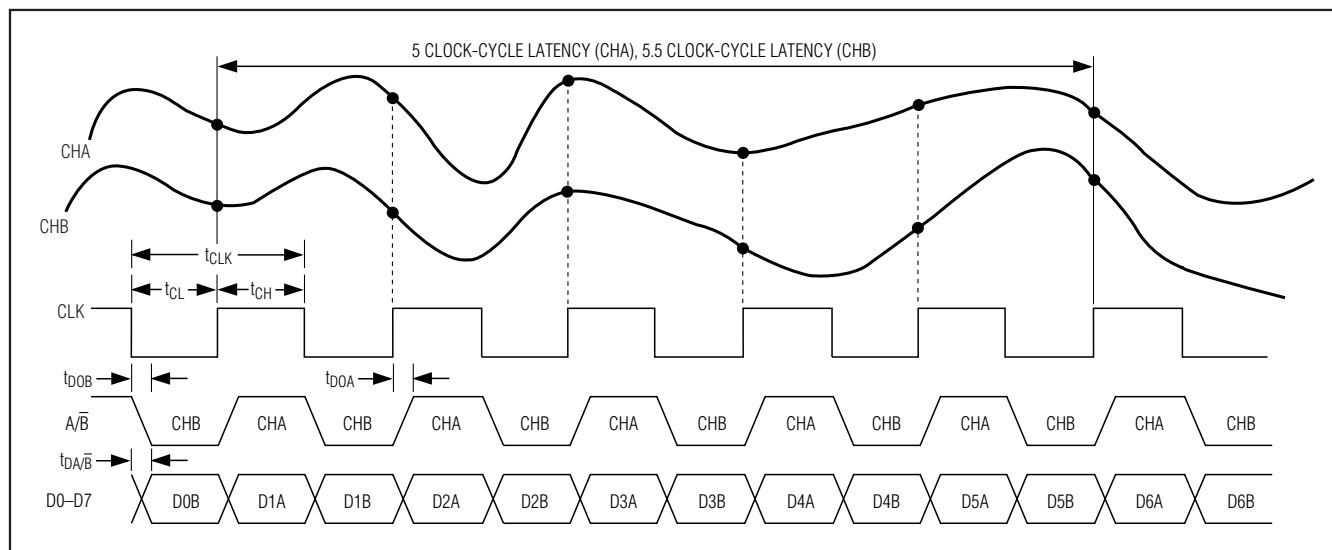 5 CLOCK-CYCLE LATENCY (CHA), 5.5 CLOCK-CYCLE LATENCY (CHB)
CHA
CHB
tCLK
tCL tCH
CLK
tDOB tDOA
A/B̅ CHB CHA CHB CHA CHB CHA CHB CHA CHB CHA CHB CHA CHB
tDA/B̅
D0–D7 D0B D1A D1B D2A D2B D3A D3B D4A D4B D5A D5B D6A D6B